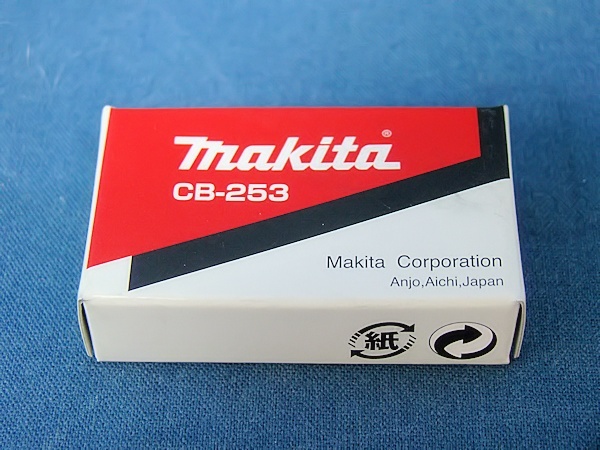 makita®
CB-253
Makita Corporation
Anjo,Aichi,Japan
紙